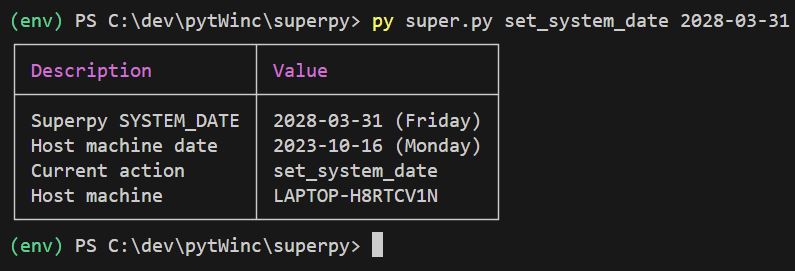 (env) PS C:\dev\pytWinc\superpy> py super.py set_system_date 2028-03-31
Description Value
Superpy SYSTEM_DATE 2028-03-31 (Friday)
Host machine date 2023-10-16 (Monday)
Current action set_system_date
Host machine LAPTOP-H8RTCV1N
(env) PS C:\dev\pytWinc\superpy>